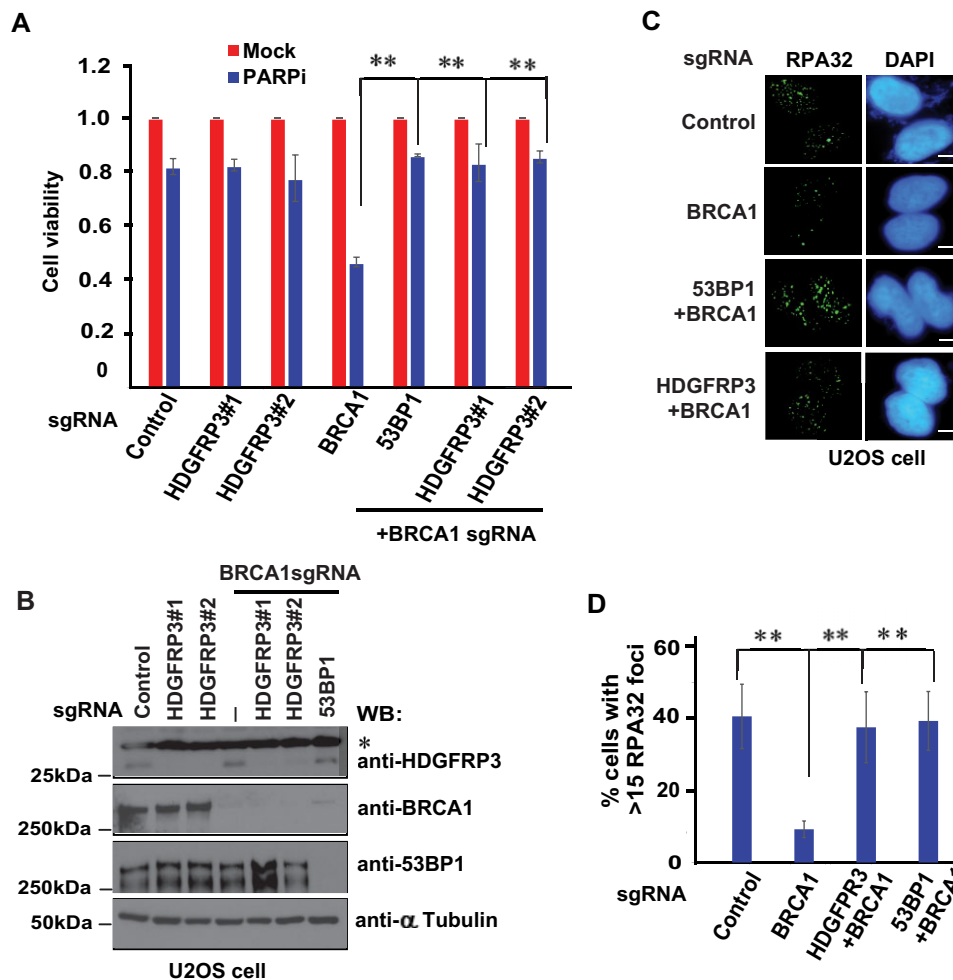 A
Mock
PARPi
** ** **
1.2
1.0
0.8
0.6
0.4
0.2
0
Cell viability
sgRNA
Control
HDGFRP3#1
HDGFRP3#2
BRCA1
53BP1
HDGFRP3#1
HDGFRP3#2
+BRCA1 sgRNA
B
BRCA1sgRNA
sgRNA
Control
HDGFRP3#1
HDGFRP3#2
–
HDGFRP3#1
HDGFRP3#2
53BP1
WB:
*
anti-HDGFRP3
25kDa
anti-BRCA1
250kDa
anti-53BP1
250kDa
50kDa
anti-α Tubulin
U2OS cell
C
sgRNA RPA32 DAPI
Control
BRCA1
53BP1
+BRCA1
HDGFRP3
+BRCA1
U2OS cell
D
** ** **
60
40
20
0
% cells with
>15 RPA32 foci
sgRNA
Control
BRCA1
HDGFPR3
+BRCA1
53BP1
+BRCA1